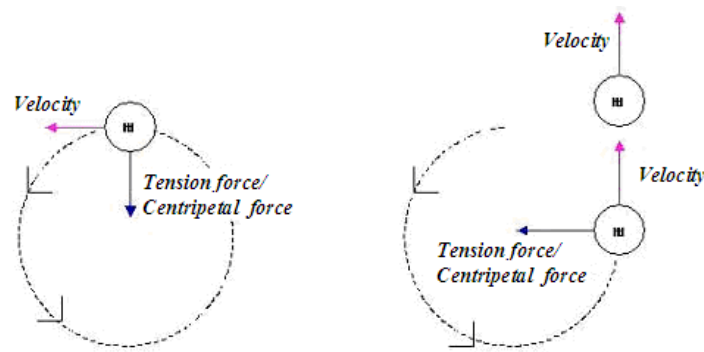 Velocity
Tension force/
Centripetal force
Velocity
m
Velocity
m
Tension force/
Centripetal force
m